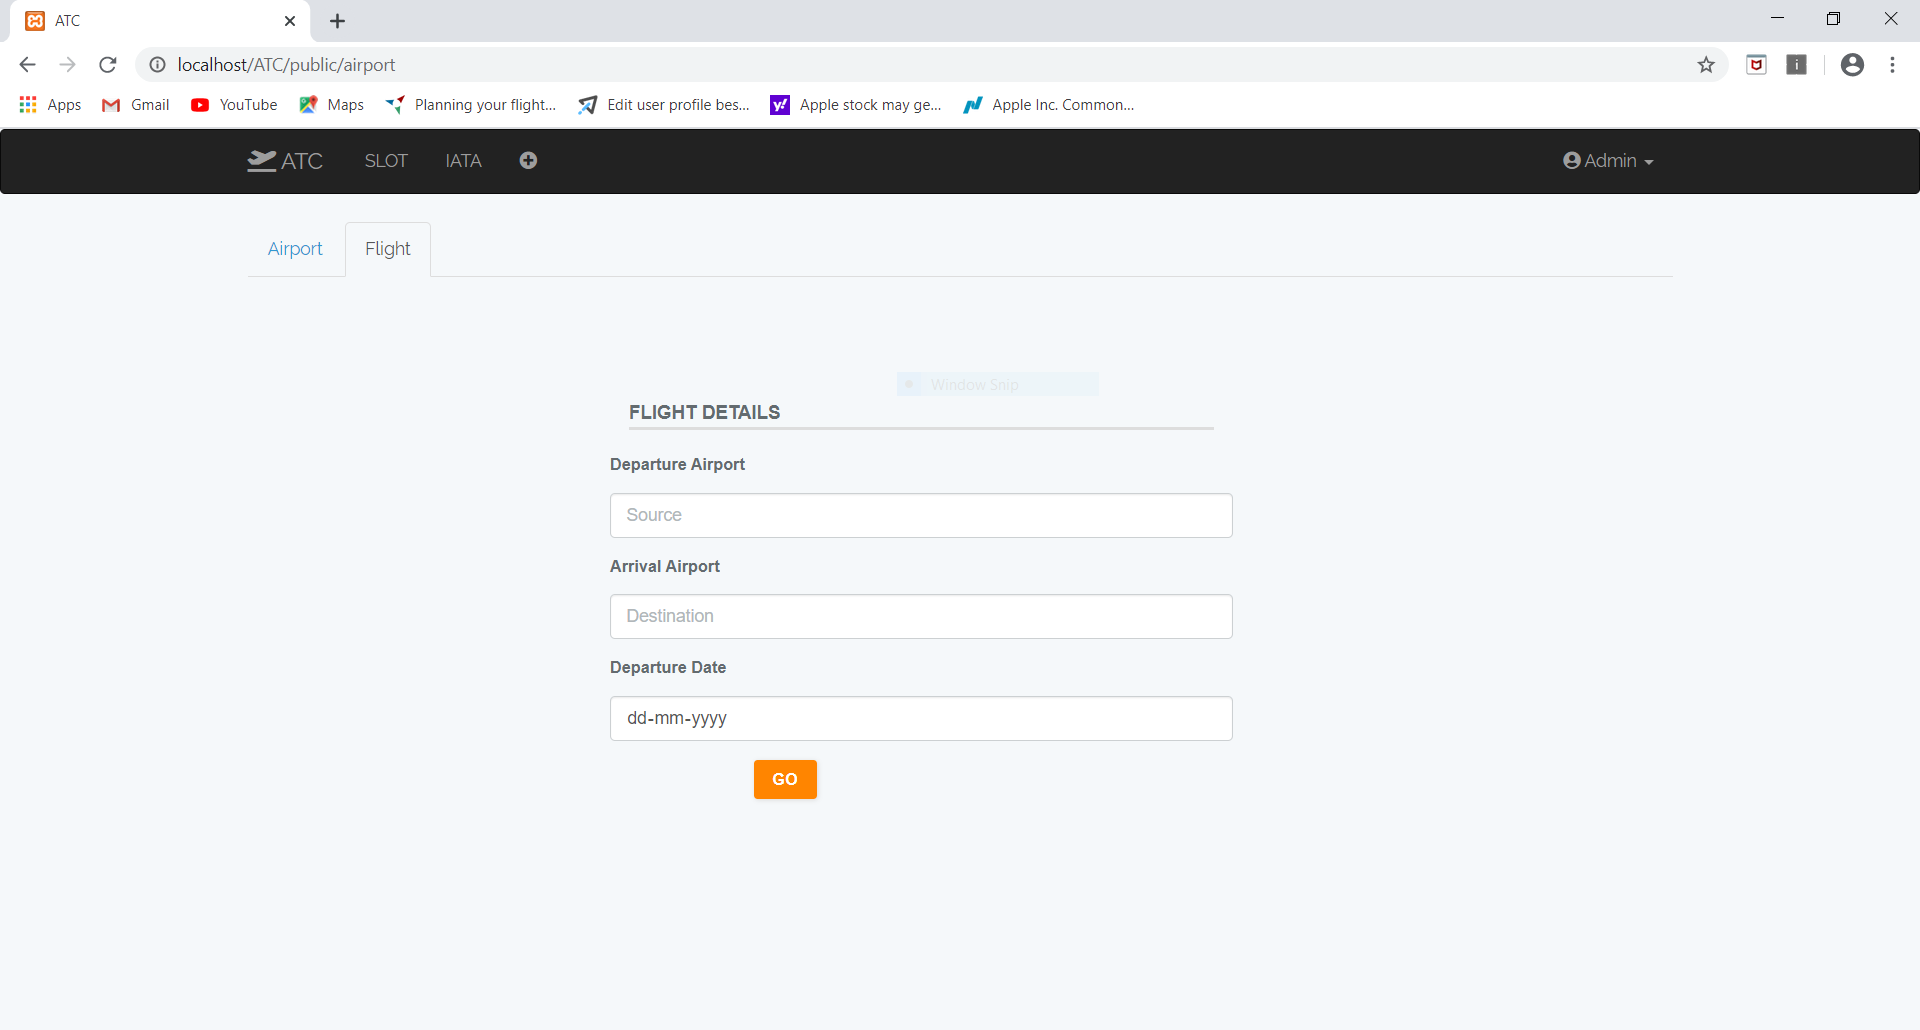 ATC
localhost/ATC/public/airport
Apps Gmail YouTube Maps Planning your flight... Edit user profile bes... Apple stock may ge... Apple Inc. Common...
ATC SLOT IATA Admin
Airport Flight
Window Snip
FLIGHT DETAILS
Departure Airport
Source
Arrival Airport
Destination
Departure Date
dd-mm-yyyy
GO